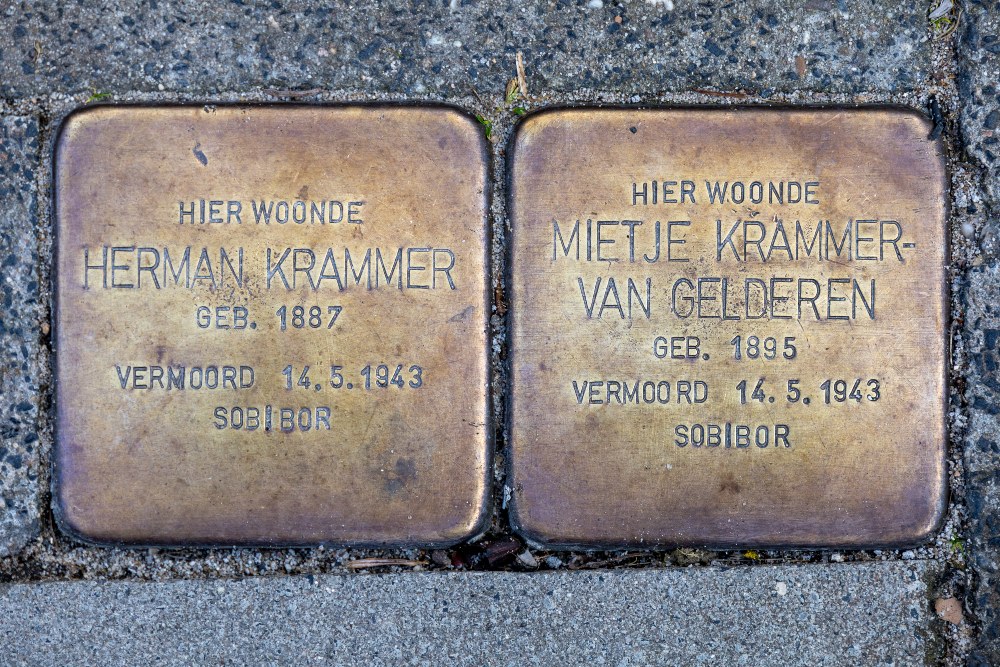 HIER WOONDE
HERMAN KRAMMER
GEB. 1887
VERMOORD 14.5.1943
SOBIBOR
HIER WOONDE
MIETJE KRAMMER-
VAN GELDEREN
GEB. 1895
VERMOORD 14.5.1943
SOBIBOR